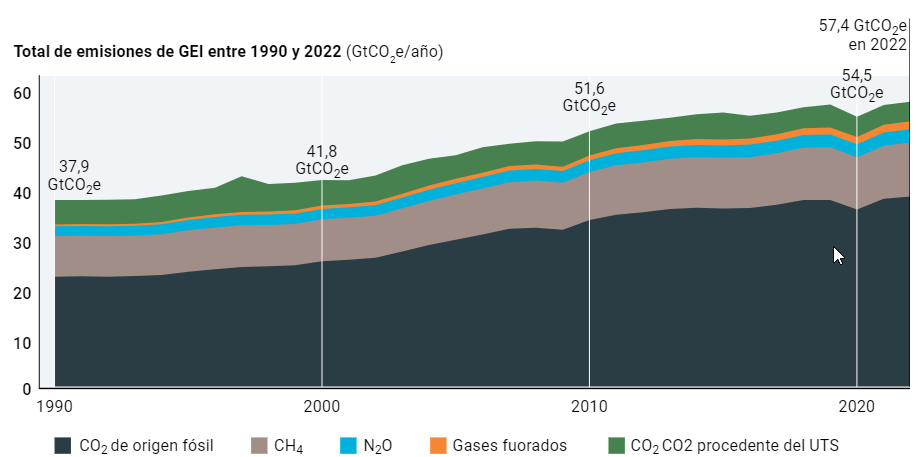 57,4 GtCO₂e
en 2022
Total de emisiones de GEI entre 1990 y 2022 (GtCO₂e/año)
54,5
GtCO₂e
51,6
GtCO₂e
41,8
GtCO₂e
37,9
GtCO₂e
60
50
40
30
20
10
0
1990 2000 2010 2020
CO₂ de origen fósil CH₄ N₂O Gases fuorados CO₂ CO2 procedente del UTS